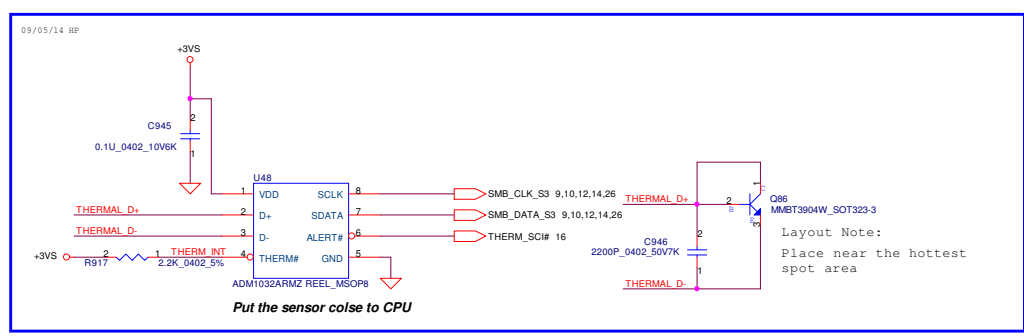 09/05/14 HP
+3VS
C945
0.1U_0402_10V6K
2
1
U48
1 VDD SCLK 8 SMB_CLK_S3 9,10,12,14,26
THERMAL_D+ 2 D+ SDATA 7 SMB_DATA_S3 9,10,12,14,26
THERMAL_D- 3 D- ALERT# 6 THERM_SCI# 16
+3VS R917 2 1 THERM_INT 4 THERM# GND 5
2.2K_0402_5%
ADM1032ARMZ REEL_MSOP8
Put the sensor colse to CPU
THERMAL_D+
2 B
1 C
E 3
Q86
MMBT3904W_SOT323-3
C946
2200P_0402_50V7K
2
1
THERMAL_D-
Layout Note:
Place near the hottest
spot area